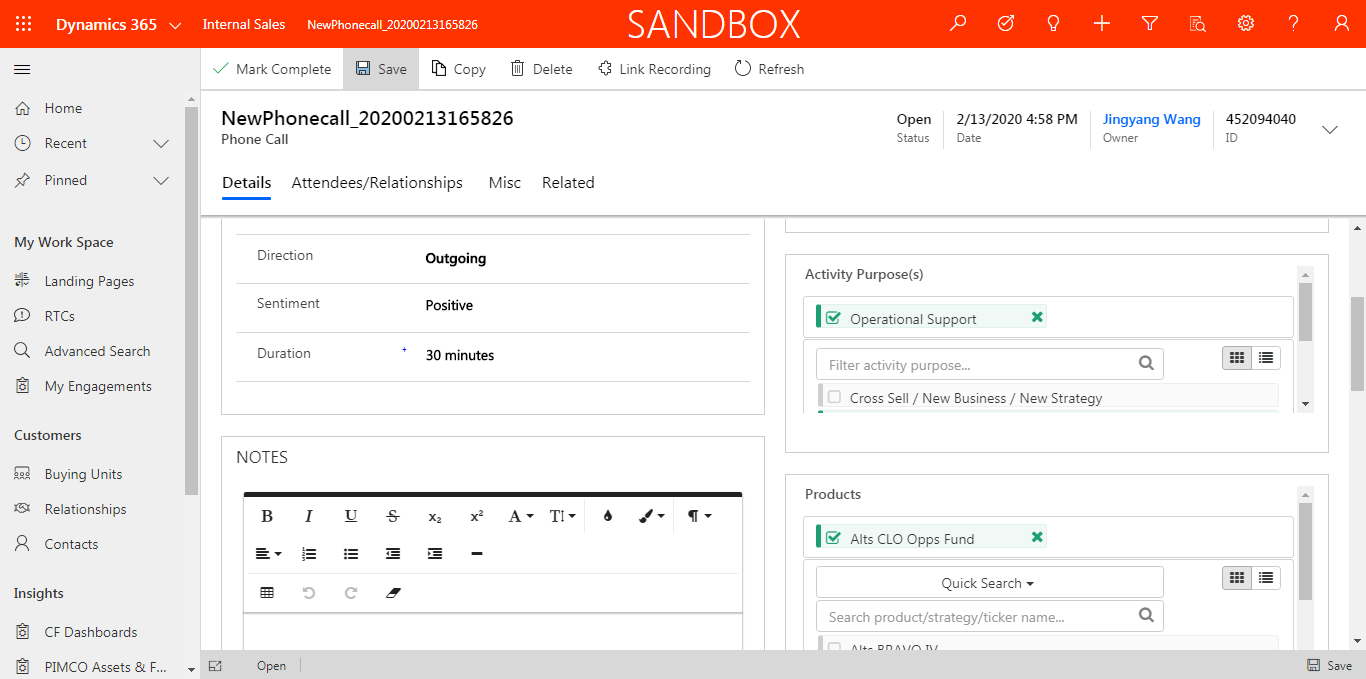 Dynamics 365
Internal Sales
NewPhonecall_20200213165826
SANDBOX
Mark Complete
Save
Copy
Delete
Link Recording
Refresh
Home
Recent
Pinned
My Work Space
Landing Pages
RTCs
Advanced Search
My Engagements
Customers
Buying Units
Relationships
Contacts
Insights
CF Dashboards
PIMCO Assets & F...
NewPhonecall_20200213165826
Phone Call
Open
Status
2/13/2020 4:58 PM
Date
Jingyang Wang
Owner
452094040
ID
Details
Attendees/Relationships
Misc
Related
Direction
Outgoing
Sentiment
Positive
Duration
+
30 minutes
NOTES
Activity Purpose(s)
Operational Support
Filter activity purpose...
Cross Sell / New Business / New Strategy
Products
Alts CLO Opps Fund
Quick Search
Search product/strategy/ticker name...
Alts BRAVO IV
Open
Save